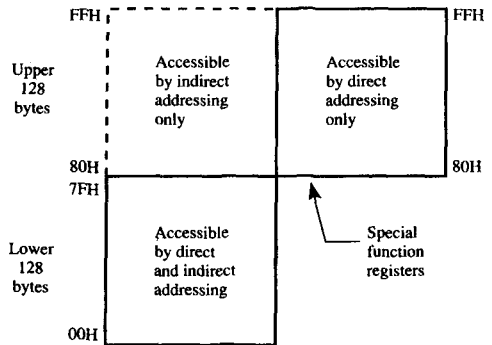 FFH
FFH
Upper
128
bytes
Accessible
by indirect
addressing
only
Accessible
by direct
addressing
only
80H
80H
7FH
Lower
128
bytes
Accessible
by direct
and indirect
addressing
Special
function
registers
00H